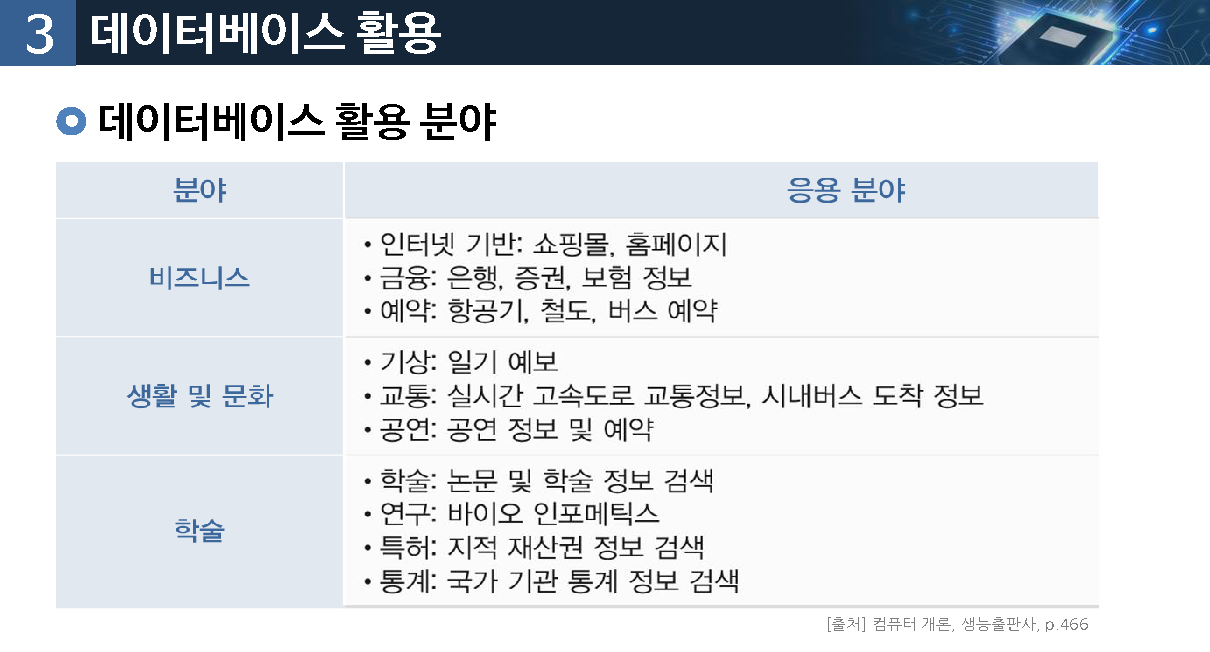 3 데이터베이스 활용
데이터베이스 활용 분야
분야 응용 분야
비즈니스
• 인터넷 기반: 쇼핑몰, 홈페이지
• 금융: 은행, 증권, 보험 정보
• 예약: 항공기, 철도, 버스 예약
생활 및 문화
• 기상: 일기 예보
• 교통: 실시간 고속도로 교통정보, 시내버스 도착 정보
• 공연: 공연 정보 및 예약
학술
• 학술: 논문 및 학술 정보 검색
• 연구: 바이오 인포메틱스
• 특허: 지적 재산권 정보 검색
• 통계: 국가 기관 통계 정보 검색
[출처] 컴퓨터 개론, 생능출판사, p.466